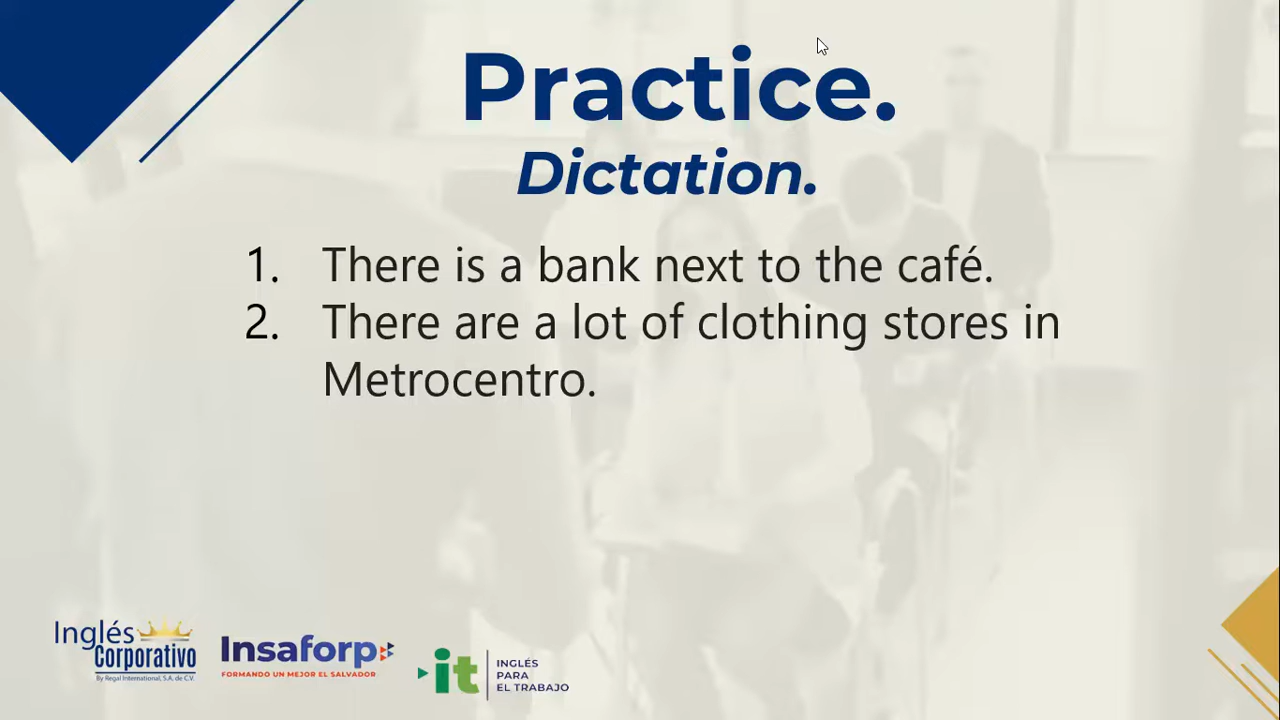 Practice.
Dictation.
1. There is a bank next to the café.
2. There are a lot of clothing stores in
Metrocentro.
Inglés
Corporativo
By Regal International, S.A. de C.V.
Insaforp
FORMANDO UN MEJOR EL SALVADOR
it
INGLÉS
PARA
EL TRABAJO